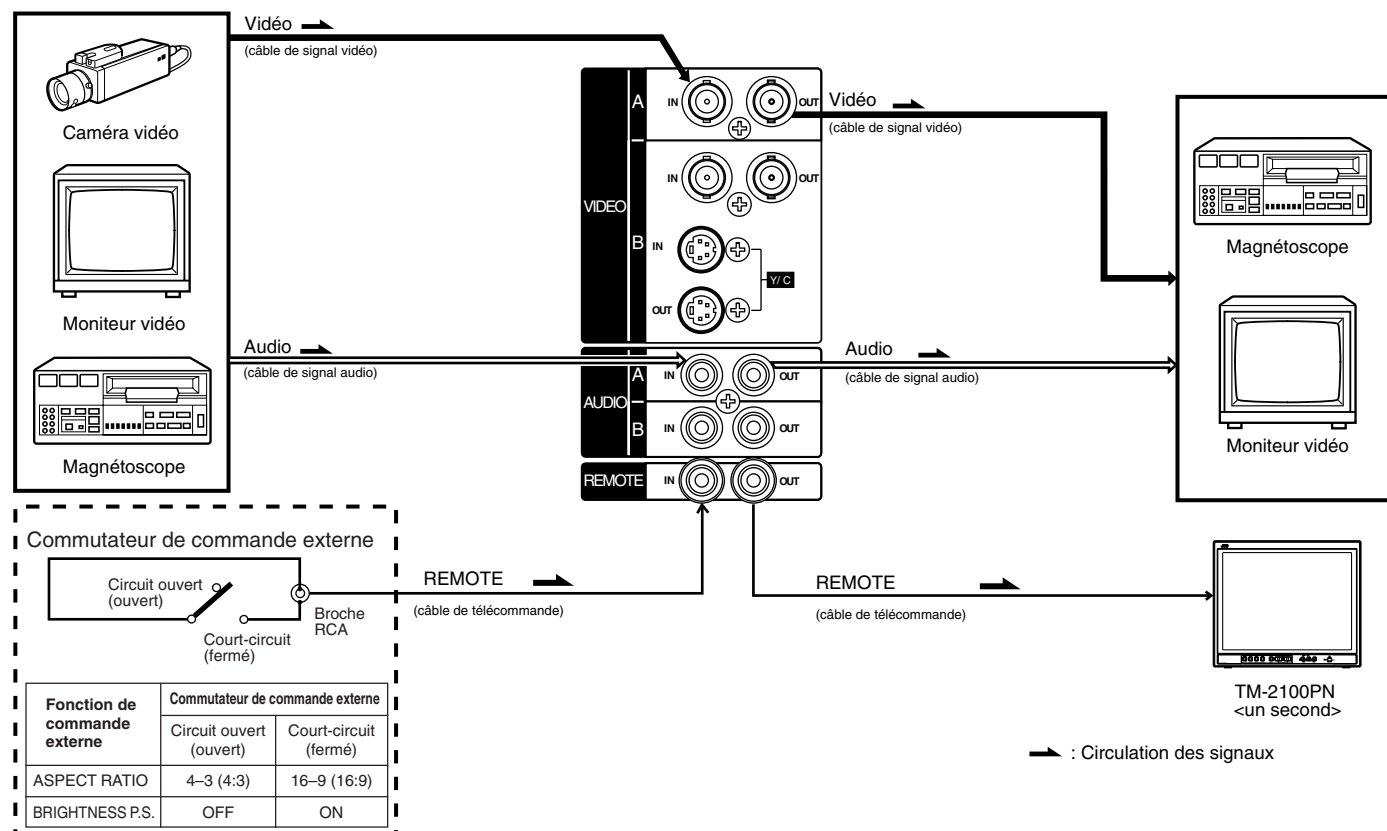 Vidéo
(câble de signal vidéo)
Caméra vidéo
Moniteur vidéo
Audio
(câble de signal audio)
Magnétoscope
VIDEO
A
IN
OUT
B
IN
OUT
IN
OUT
Y/ C
AUDIO
A
IN
OUT
B
IN
OUT
REMOTE
IN
OUT
Vidéo
(câble de signal vidéo)
Audio
(câble de signal audio)
Magnétoscope
Moniteur vidéo
Commutateur de commande externe
Circuit ouvert
(ouvert)
Court-circuit
(fermé)
Broche
RCA
REMOTE
(câble de télécommande)
REMOTE
(câble de télécommande)
TM-2100PN
<un second>
: Circulation des signaux
Fonction de
commande
externe
Commutateur de commande externe
Circuit ouvert
(ouvert)
Court-circuit
(fermé)
ASPECT RATIO
4–3 (4:3)
16–9 (16:9)
BRIGHTNESS P.S.
OFF
ON